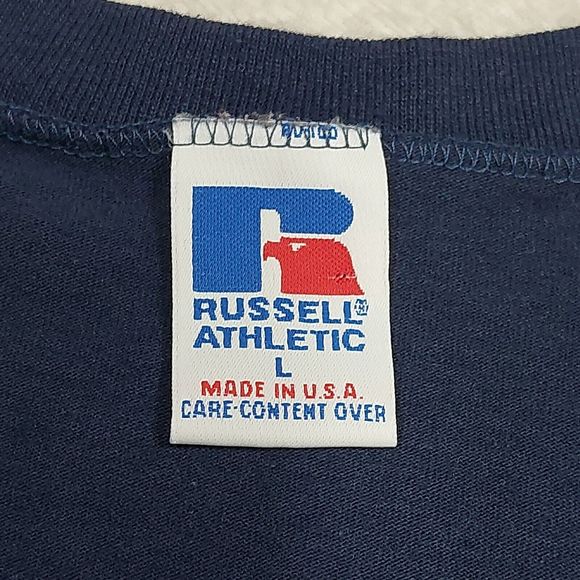 RUSSELL®
ATHLETIC
L
MADE IN U.S.A.
CARE-CONTENT OVER